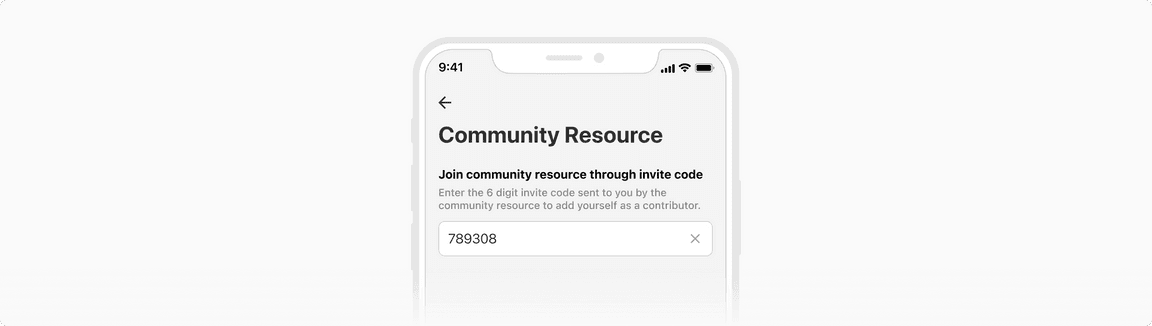 9:41
Community Resource
Join community resource through invite code
Enter the 6 digit invite code sent to you by the
community resource to add yourself as a contributor.
789308